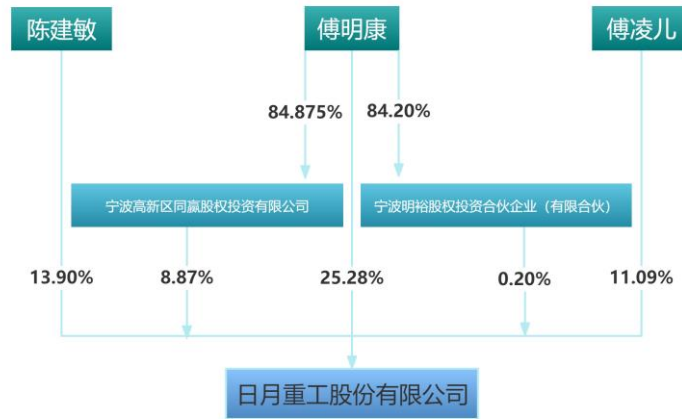 陈建敏
傅明康
傅凌儿
84.875%
84.20%
宁波高新区同赢股权投资有限公司
宁波明裕股权投资合伙企业（有限合伙）
13.90%
8.87%
25.28%
0.20%
11.09%
日月重工股份有限公司